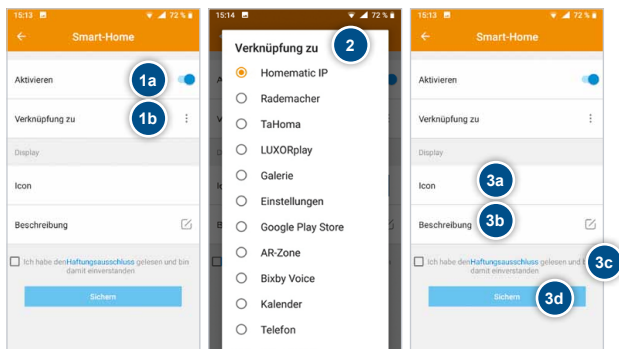 15:13
72 %
Smart-Home
Aktivieren
1a
Verknüpfung zu
1b
Display
Icon
Beschreibung
Ich habe den Haftungsausschluss gelesen und bin
damit einverstanden
Sichern
15:14
72 %
Verknüpfung zu
2
Homematic IP
Rademacher
TaHoma
LUXORplay
Galerie
Einstellungen
Google Play Store
AR-Zone
Bixby Voice
Kalender
Telefon
15:13
72 %
Smart-Home
Aktivieren
Verknüpfung zu
Display
Icon
3a
Beschreibung
3b
Ich habe den Haftungsausschluss gelesen und
3c
damit einverstanden
Sichern
3d